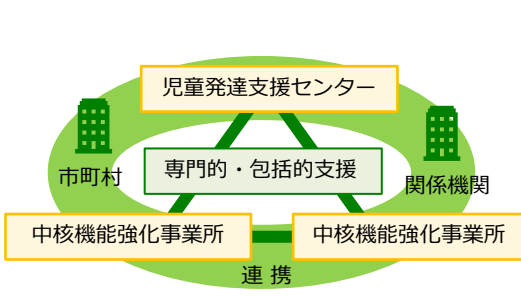 児童発達支援センター
専門的・包括的支援
市町村
関係機関
中核機能強化事業所
中核機能強化事業所
連 携